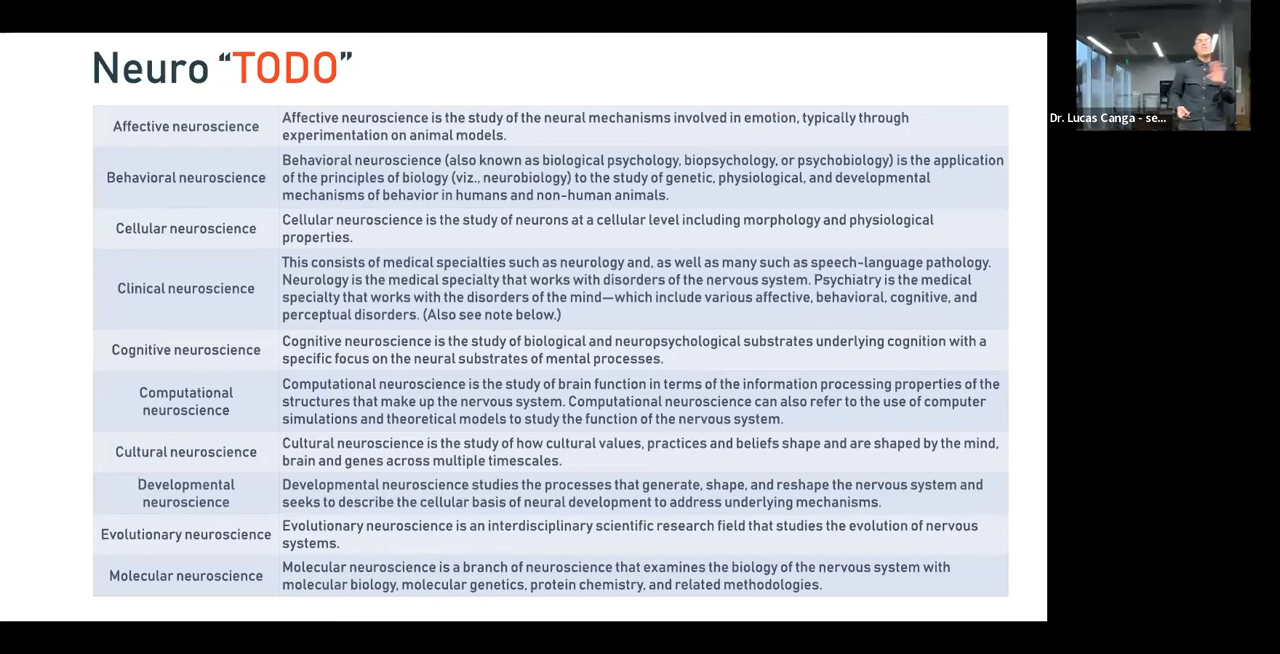 Neuro “TODO”
Affective neuroscience
Affective neuroscience is the study of the neural mechanisms involved in emotion, typically through
experimentation on animal models.
Behavioral neuroscience
Behavioral neuroscience (also known as biological psychology, biopsychology, or psychobiology) is the application
of the principles of biology (viz., neurobiology) to the study of genetic, physiological, and developmental
mechanisms of behavior in humans and non-human animals.
Cellular neuroscience
Cellular neuroscience is the study of neurons at a cellular level including morphology and physiological
properties.
Clinical neuroscience
This consists of medical specialties such as neurology and, as well as many such as speech-language pathology.
Neurology is the medical specialty that works with disorders of the nervous system. Psychiatry is the medical
specialty that works with the disorders of the mind—which include various affective, behavioral, cognitive, and
perceptual disorders. (Also see note below.)
Cognitive neuroscience
Cognitive neuroscience is the study of biological and neuropsychological substrates underlying cognition with a
specific focus on the neural substrates of mental processes.
Computational
neuroscience
Computational neuroscience is the study of brain function in terms of the information processing properties of the
structures that make up the nervous system. Computational neuroscience can also refer to the use of computer
simulations and theoretical models to study the function of the nervous system.
Cultural neuroscience
Cultural neuroscience is the study of how cultural values, practices and beliefs shape and are shaped by the mind,
brain and genes across multiple timescales.
Developmental
neuroscience
Developmental neuroscience studies the processes that generate, shape, and reshape the nervous system and
seeks to describe the cellular basis of neural development to address underlying mechanisms.
Evolutionary neuroscience
Evolutionary neuroscience is an interdisciplinary scientific research field that studies the evolution of nervous
systems.
Molecular neuroscience
Molecular neuroscience is a branch of neuroscience that examines the biology of the nervous system with
molecular biology, molecular genetics, protein chemistry, and related methodologies.
Dr. Lucas Canga - se...